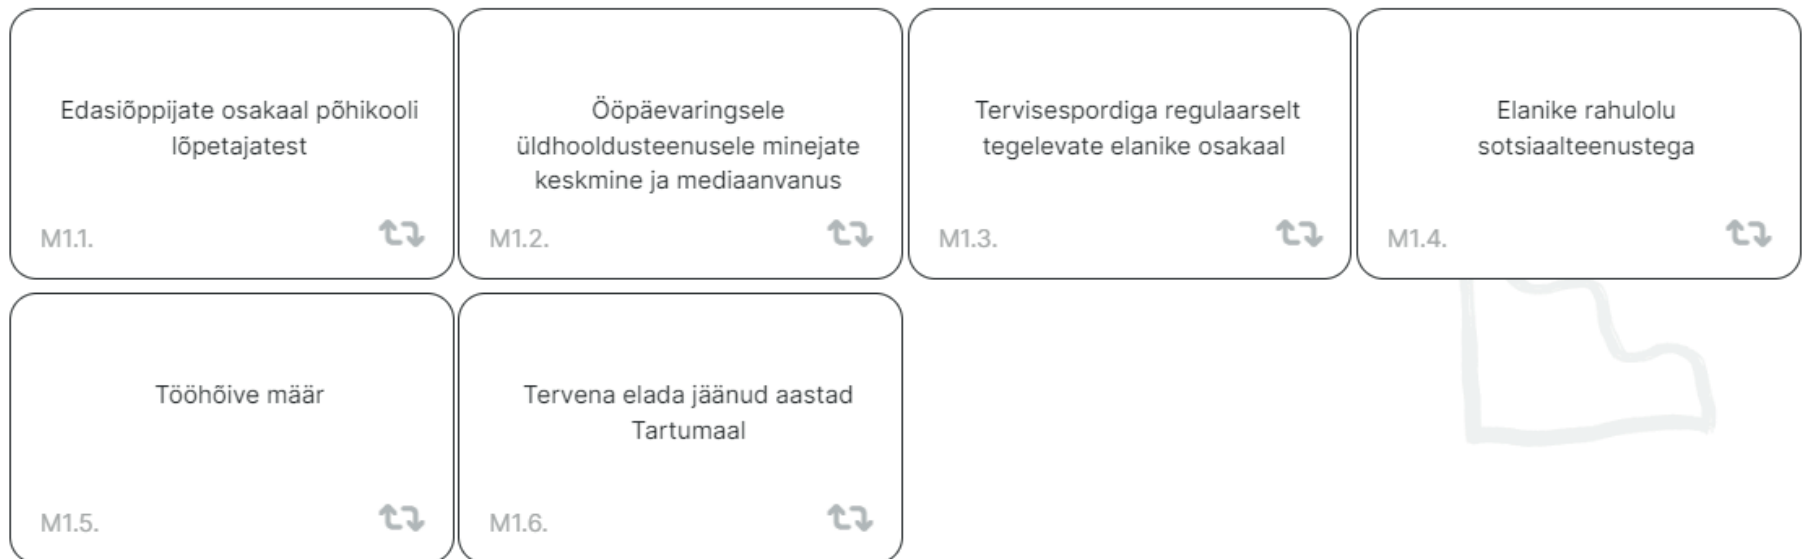 Edasiõppijate osakaal põhikooli
lõpetajatest
M1.1.
Ööpäevaringsele
üldhooldusteenusele minejate
keskmine ja mediaanvanus
M1.2.
Tervisespordiga regulaarselt
tegelevate elanike osakaal
M1.3.
Elanike rahulolu
sotsiaalteenustega
M1.4.
Tööhõive määr
M1.5.
Tervena elada jäänud aastad
Tartumaal
M1.6.